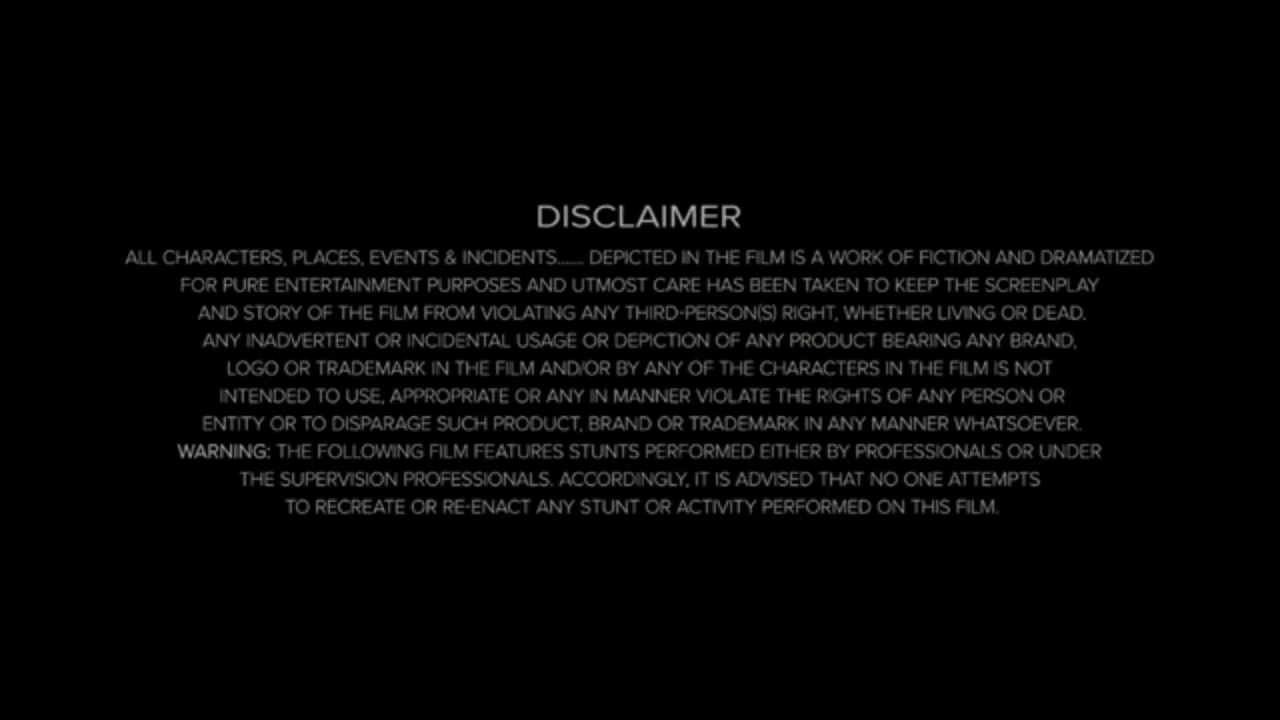 DISCLAIMER
ALL CHARACTERS, PLACES, EVENTS & INCIDENTS...... DEPICTED IN THE FILM IS A WORK OF FICTION AND DRAMATIZED
FOR PURE ENTERTAINMENT PURPOSES AND UTMOST CARE HAS BEEN TAKEN TO KEEP THE SCREENPLAY
AND STORY OF THE FILM FROM VIOLATING ANY THIRD-PERSON(S) RIGHT, WHETHER LIVING OR DEAD.
ANY INADVERTENT OR INCIDENTAL USAGE OR DEPICTION OF ANY PRODUCT BEARING ANY BRAND,
LOGO OR TRADEMARK IN THE FILM AND/OR BY ANY OF THE CHARACTERS IN THE FILM IS NOT
INTENDED TO USE, APPROPRIATE OR ANY IN MANNER VIOLATE THE RIGHTS OF ANY PERSON OR
ENTITY OR TO DISPARAGE SUCH PRODUCT, BRAND OR TRADEMARK IN ANY MANNER WHATSOEVER.
WARNING: THE FOLLOWING FILM FEATURES STUNTS PERFORMED EITHER BY PROFESSIONALS OR UNDER
THE SUPERVISION PROFESSIONALS. ACCORDINGLY, IT IS ADVISED THAT NO ONE ATTEMPTS
TO RECREATE OR RE-ENACT ANY STUNT OR ACTIVITY PERFORMED ON THIS FILM.